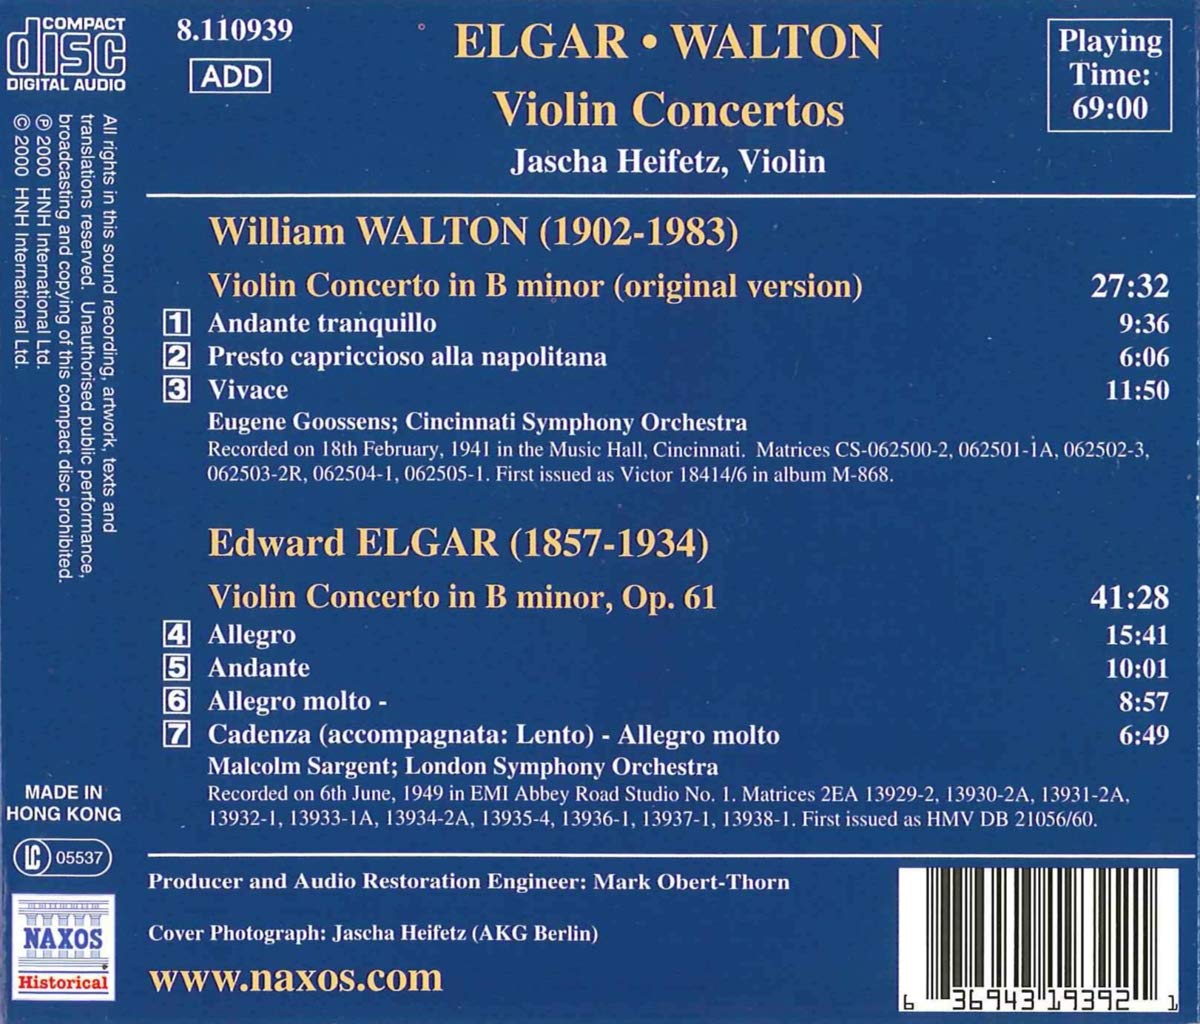 COMPACT
disc
DIGITAL AUDIO
8.110939
ADD
ELGAR • WALTON
Violin Concertos
Jascha Heifetz, Violin
Playing
Time:
69:00
All rights in this sound recording, artwork, texts and
translations reserved. Unauthorised public performance,
broadcasting and copying of this compact disc prohibited.
℗ 2000 HNH International Ltd.
© 2000 HNH International Ltd.
William WALTON (1902-1983)
Violin Concerto in B minor (original version) 27:32
1 Andante tranquillo 9:36
2 Presto capriccioso alla napolitana 6:06
3 Vivace 11:50
Eugene Goossens; Cincinnati Symphony Orchestra
Recorded on 18th February, 1941 in the Music Hall, Cincinnati. Matrices CS-062500-2, 062501-1A, 062502-3,
062503-2R, 062504-1, 062505-1. First issued as Victor 18414/6 in album M-868.
Edward ELGAR (1857-1934)
Violin Concerto in B minor, Op. 61 41:28
4 Allegro 15:41
5 Andante 10:01
6 Allegro molto - 8:57
7 Cadenza (accompagnata: Lento) - Allegro molto 6:49
Malcolm Sargent; London Symphony Orchestra
Recorded on 6th June, 1949 in EMI Abbey Road Studio No. 1. Matrices 2EA 13929-2, 13930-2A, 13931-2A,
13932-1, 13933-1A, 13934-2A, 13935-4, 13936-1, 13937-1, 13938-1. First issued as HMV DB 21056/60.
MADE IN
HONG KONG
LC 05537
NAXOS
Historical
Producer and Audio Restoration Engineer: Mark Obert-Thorn
Cover Photograph: Jascha Heifetz (AKG Berlin)
www.naxos.com
6 36943 19392 1